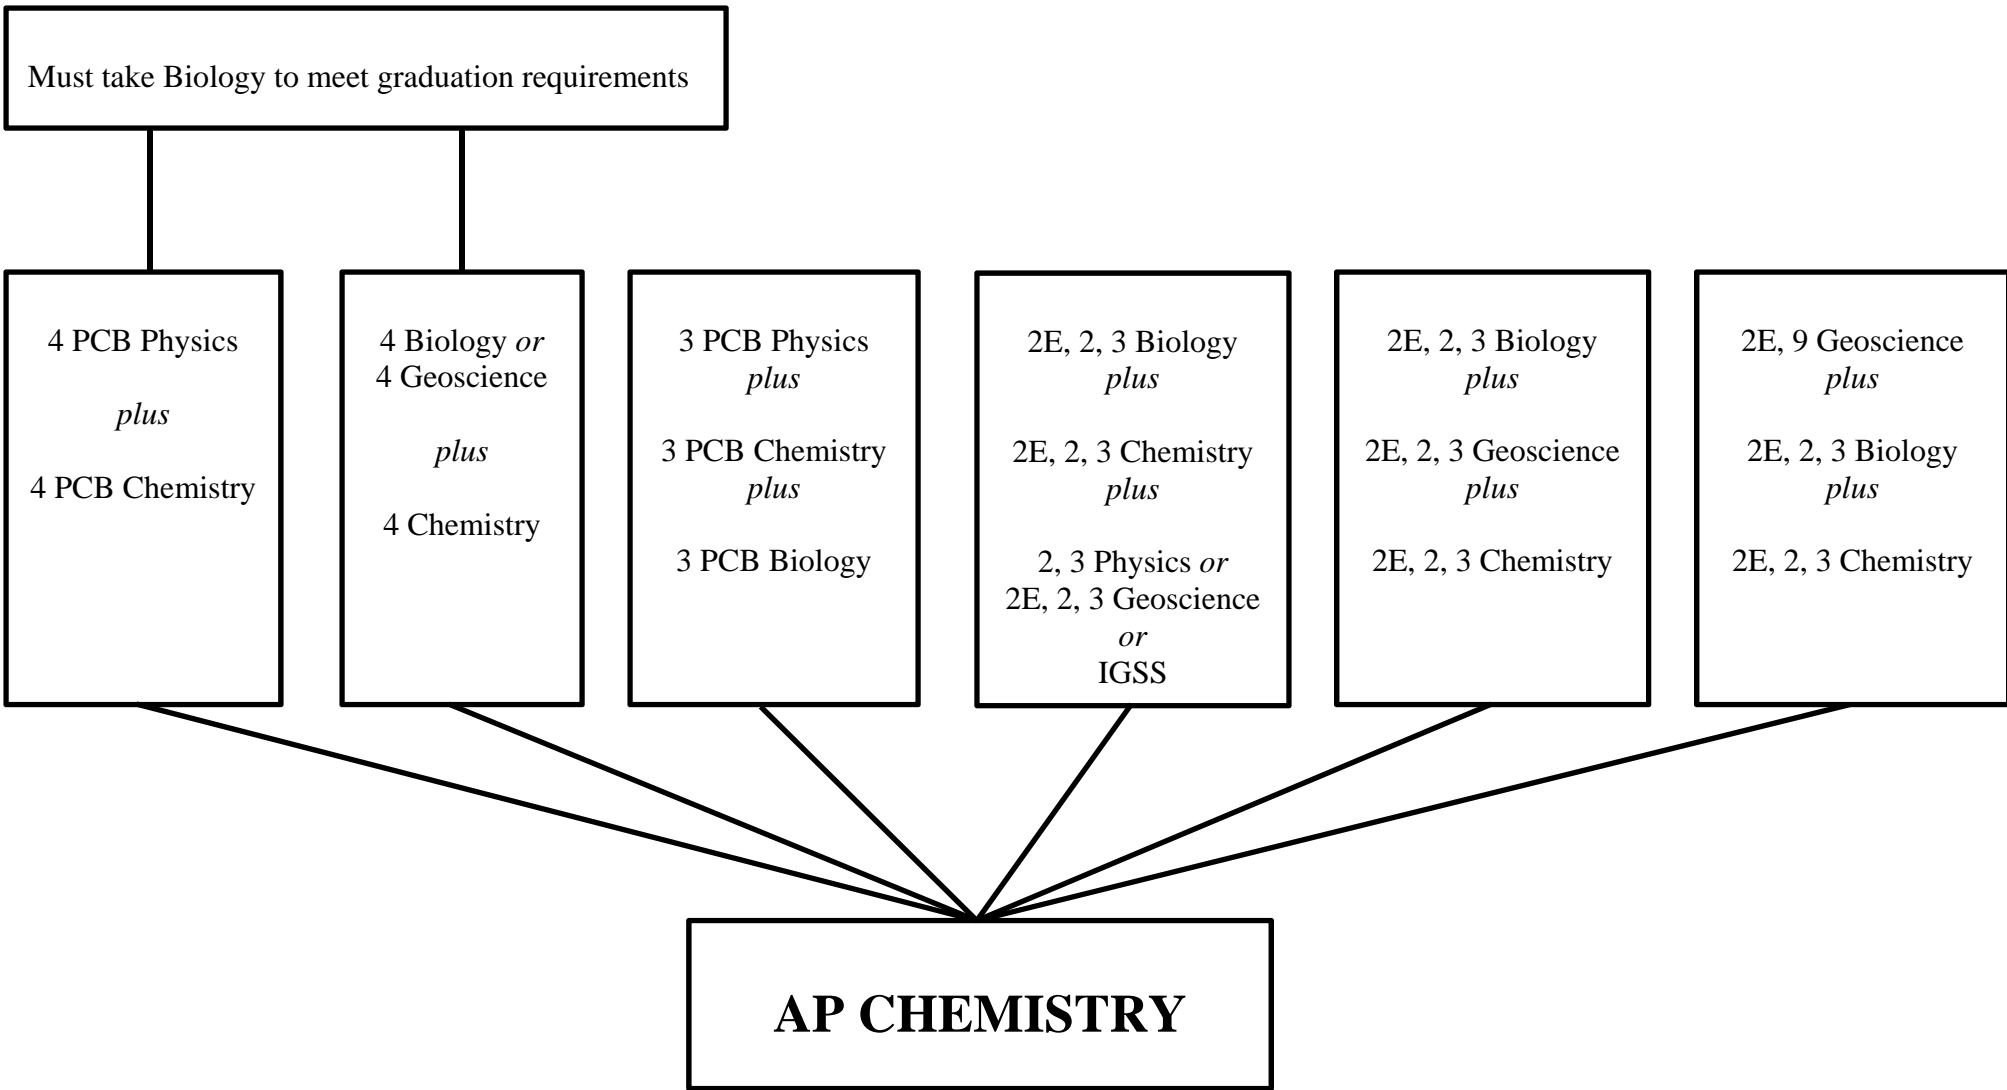 Must take Biology to meet graduation requirements
4 PCB Physics
plus
4 PCB Chemistry
4 Biology or
4 Geoscience
plus
4 Chemistry
3 PCB Physics
plus
3 PCB Chemistry
plus
3 PCB Biology
2E, 2, 3 Biology
plus
2E, 2, 3 Chemistry
plus
2, 3 Physics or
2E, 2, 3 Geoscience
or
IGSS
2E, 2, 3 Biology
plus
2E, 2, 3 Geoscience
plus
2E, 2, 3 Chemistry
2E, 9 Geoscience
plus
2E, 2, 3 Biology
plus
2E, 2, 3 Chemistry
AP CHEMISTRY